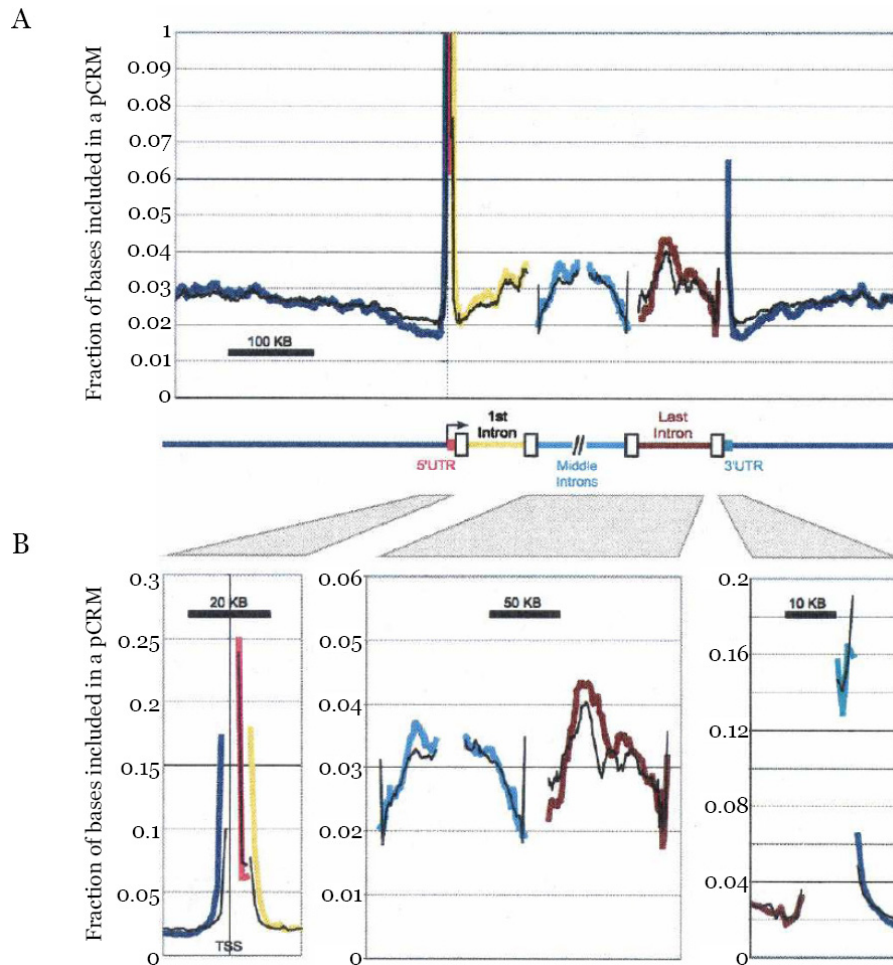 A
Fraction of bases included in a pCRM
1
0.09
0.08
0.07
0.06
0.05
0.04
0.03
0.02
0.01
0
100 KB
1st
Intron
Last
Intron
5'UTR
Middle
Introns
3'UTR
B
Fraction of bases included in a pCRM
0.3
0.25
0.2
0.15
0.1
0.05
0
20 KB
TSS
0.06
0.05
0.04
0.03
0.02
0.01
0
50 KB
0.2
0.16
0.12
0.08
0.04
0
10 KB